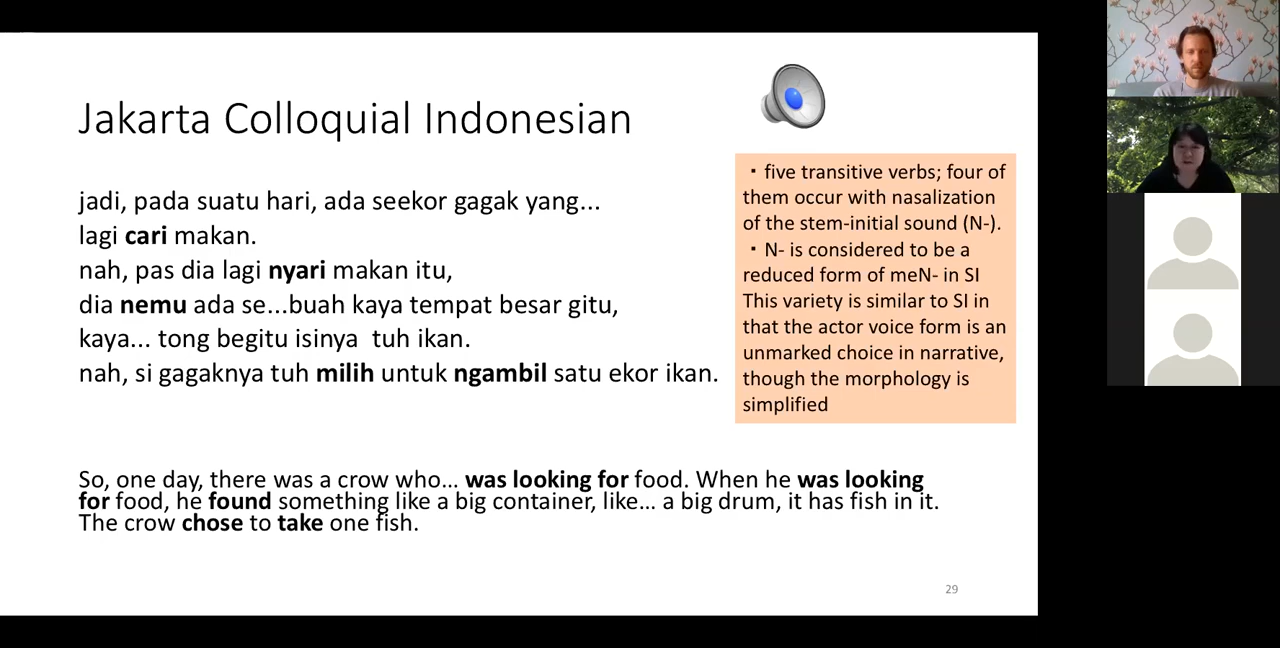 Jakarta Colloquial Indonesian
jadi, pada suatu hari, ada seekor gagak yang...
lagi cari makan.
nah, pas dia lagi nyari makan itu,
dia nemu ada se...buah kaya tempat besar gitu,
kaya... tong begitu isinya tuh ikan.
nah, si gagaknya tuh milih untuk ngambil satu ekor ikan.
・five transitive verbs; four of
them occur with nasalization
of the stem-initial sound (N-).
・N- is considered to be a
reduced form of meN- in SI
This variety is similar to SI in
that the actor voice form is an
unmarked choice in narrative,
though the morphology is
simplified
So, one day, there was a crow who... was looking for food. When he was looking
for food, he found something like a big container, like... a big drum, it has fish in it.
The crow chose to take one fish.
29